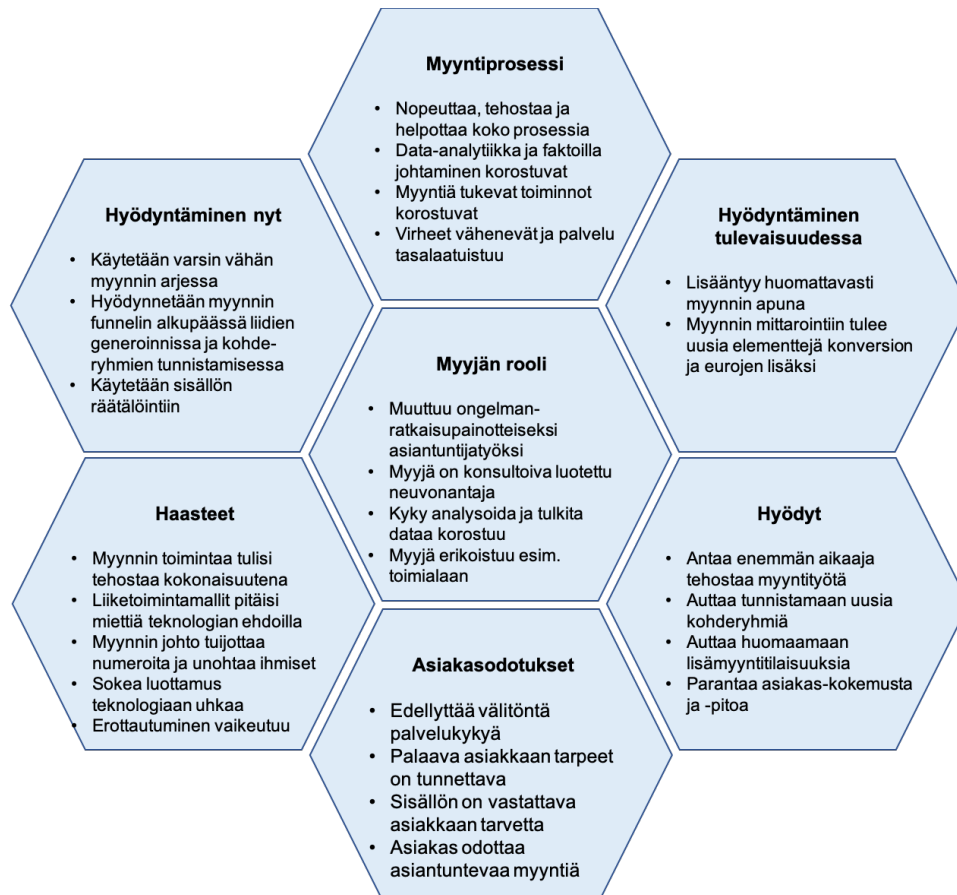 Myyntiprosessi
• Nopeuttaa, tehostaa ja
helpottaa koko prosessia
• Data-analytiikka ja faktoilla
johtaminen korostuvat
• Myyntiä tukevat toiminnot
korostuvat
• Virheet vähenevät ja palvelu
tasalaatuistuu
Hyödyntäminen nyt
• Käytetään varsin vähän
myynnin arjessa
• Hyödynnetään myynnin
funnelin alkupäässä liidien
generoinnissa ja kohde-
ryhmien tunnistamisessa
• Käytetään sisällön
räätälöintiin
Hyödyntäminen
tulevaisuudessa
• Lisääntyy huomattavasti
myynnin apuna
• Myynnin mittarointiin tulee
uusia elementtejä konversion
ja eurojen lisäksi
Myyjän rooli
• Muuttuu ongelman-
ratkaisupainotteiseksi
asiantuntijatyöksi
• Myyjä on konsultoiva luotettu
neuvonantaja
• Kyky analysoida ja tulkita
dataa korostuu
• Myyjä erikoistuu esim.
toimialaan
Haasteet
• Myynnin toimintaa tulisi
tehostaa kokonaisuutena
• Liiketoimintamallit pitäisi
miettiä teknologian ehdoilla
• Myynnin johto tuijottaa
numeroita ja unohtaa ihmiset
• Sokea luottamus
teknologiaan uhkaa
• Erottautuminen vaikeutuu
Hyödyt
• Antaa enemmän aikaaja
tehostaa myyntityötä
• Auttaa tunnistamaan uusia
kohderyhmiä
• Auttaa huomaamaan
lisämyyntitilaisuuksia
• Parantaa asiakas-kokemusta
ja -pitoa
Asiakasodotukset
• Edellyttää välitöntä
palvelukykyä
• Palaava asiakkaan tarpeet
on tunnettava
• Sisällön on vastattava
asiakkaan tarvetta
• Asiakas odottaa
asiantuntevaa myyntiä